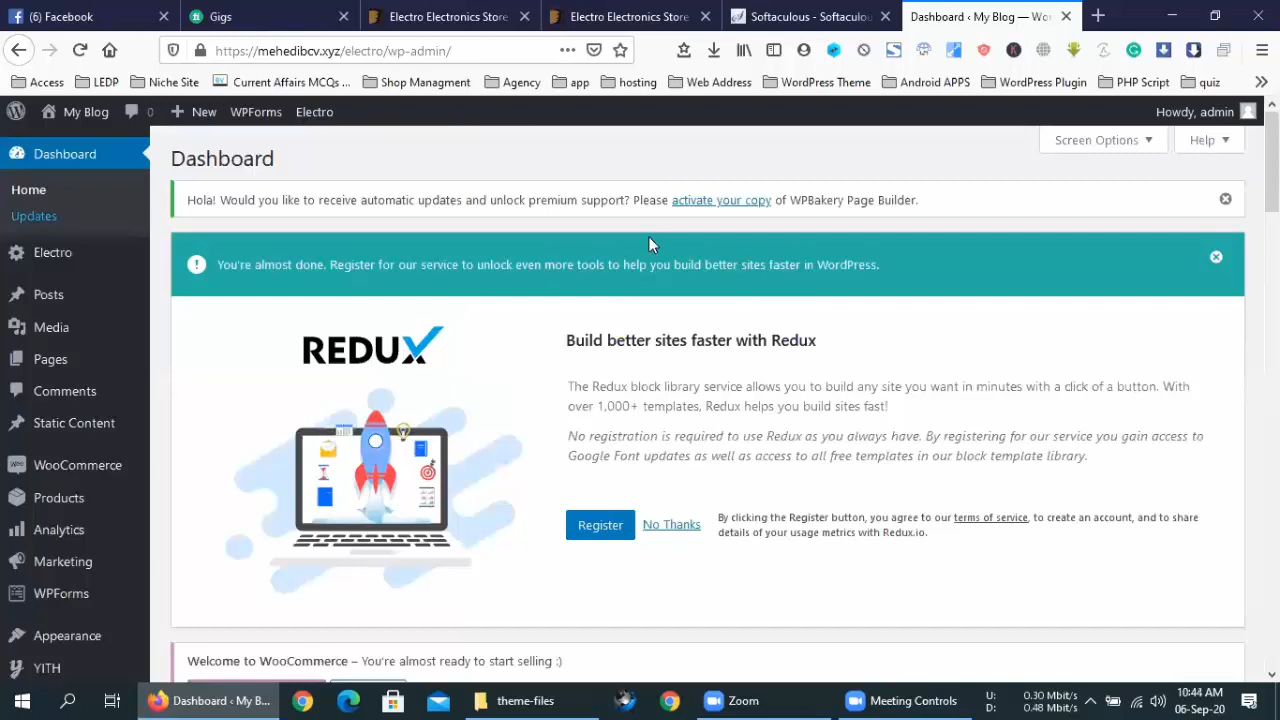 Facebook
Gigs
Electro Electronics Store
Electro Electronics Store
Softaculous - Softaculou
Dashboard ‹ My Blog — Wo
https://mehedibcv.xyz/electro/wp-admin/
Access
LEDP
Niche Site
Current Affairs MCQs ...
Shop Managment
Agency
app
hosting
Web Address
WordPress Theme
Android APPS
WordPress Plugin
PHP Script
quiz
My Blog
0
New
WPForms
Electro
Howdy, admin
Dashboard
Home
Updates
Electro
Posts
Media
Pages
Comments
Static Content
WooCommerce
Products
Analytics
Marketing
WPForms
Appearance
YITH
Screen Options
Help
Dashboard
Hola! Would you like to receive automatic updates and unlock premium support? Please activate your copy of WPBakery Page Builder.
You're almost done. Register for our service to unlock even more tools to help you build better sites faster in WordPress.
REDUX
Build better sites faster with Redux
The Redux block library service allows you to build any site you want in minutes with a click of a button. With
over 1,000+ templates, Redux helps you build sites fast!
No registration is required to use Redux as you always have. By registering for our service you gain access to
Google Font updates as well as access to all free templates in our block template library.
Register
No Thanks
By clicking the Register button, you agree to our terms of service, to create an account, and to share
details of your usage metrics with Redux.io.
Welcome to WooCommerce – You're almost ready to start selling :)
Dashboard ‹ My B...
theme-files
Zoom
Meeting Controls
U: 0.30 Mbit/s
D: 0.48 Mbit/s
10:44 AM
06-Sep-20